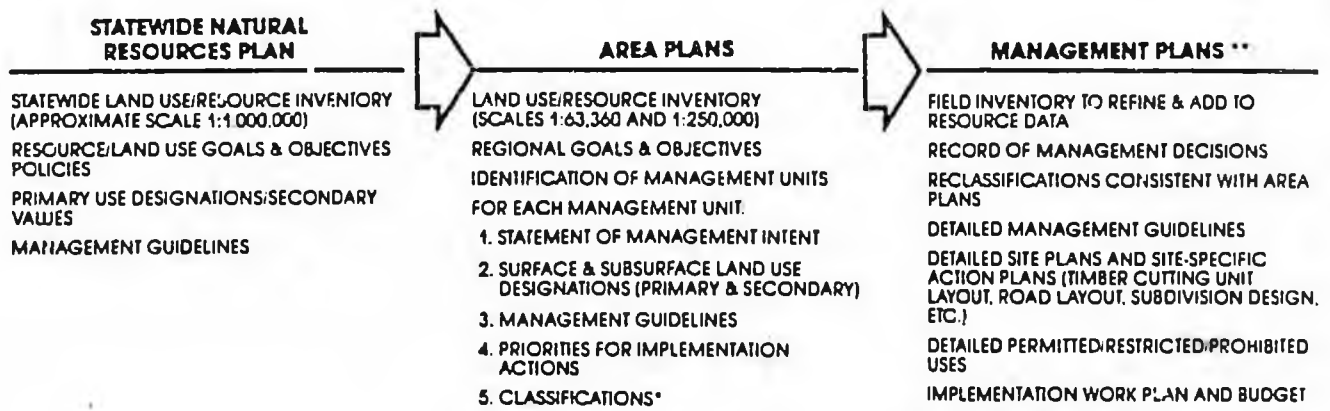 STATEWIDE NATURAL
RESOURCES PLAN
STATEWIDE LAND USE/RESOURCE INVENTORY
(APPROXIMATE SCALE 1:1,000,000)
RESOURCE/LAND USE GOALS & OBJECTIVES
POLICIES
PRIMARY USE DESIGNATIONS/SECONDARY
VALUES
MANAGEMENT GUIDELINES
AREA PLANS
LAND USE/RESOURCE INVENTORY
(SCALES 1:63,360 AND 1:250,000)
REGIONAL GOALS & OBJECTIVES
IDENTIFICATION OF MANAGEMENT UNITS
FOR EACH MANAGEMENT UNIT.
1. STATEMENT OF MANAGEMENT INTENT
2. SURFACE & SUBSURFACE LAND USE
DESIGNATIONS (PRIMARY & SECONDARY)
3. MANAGEMENT GUIDELINES
4. PRIORITIES FOR IMPLEMENTATION
ACTIONS
5. CLASSIFICATIONS*
MANAGEMENT PLANS **
FIELD INVENTORY TO REFINE & ADD TO
RESOURCE DATA
RECORD OF MANAGEMENT DECISIONS
RECLASSIFICATIONS CONSISTENT WITH AREA
PLANS
DETAILED MANAGEMENT GUIDELINES
DETAILED SITE PLANS AND SITE-SPECIFIC
ACTION PLANS (TIMBER CUTTING UNIT
LAYOUT, ROAD LAYOUT, SUBDIVISION DESIGN,
ETC.)
DETAILED PERMITTED/RESTRICTED/PROHIBITED
USES
IMPLEMENTATION WORK PLAN AND BUDGET